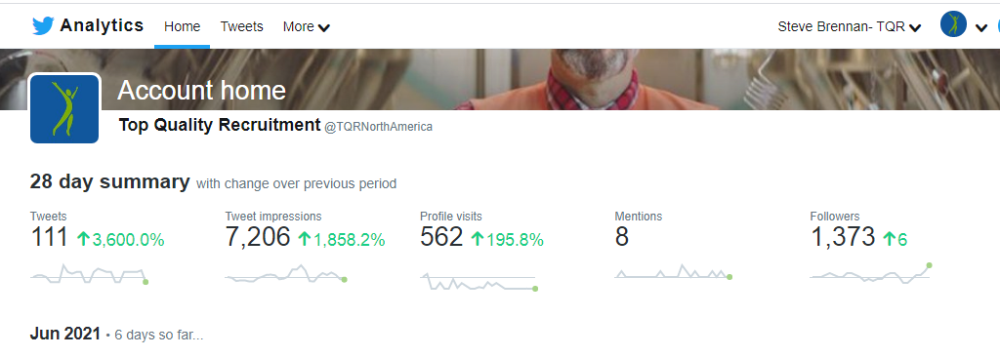 Analytics Home Tweets More Steve Brennan- TQR
Account home
Top Quality Recruitment @TQRNorthAmerica
28 day summary with change over previous period
Tweets Tweet impressions Profile visits Mentions Followers
111 3,600.0% 7,206 1,858.2% 562 195.8% 8 1,373 6
Jun 2021 • 6 days so far...